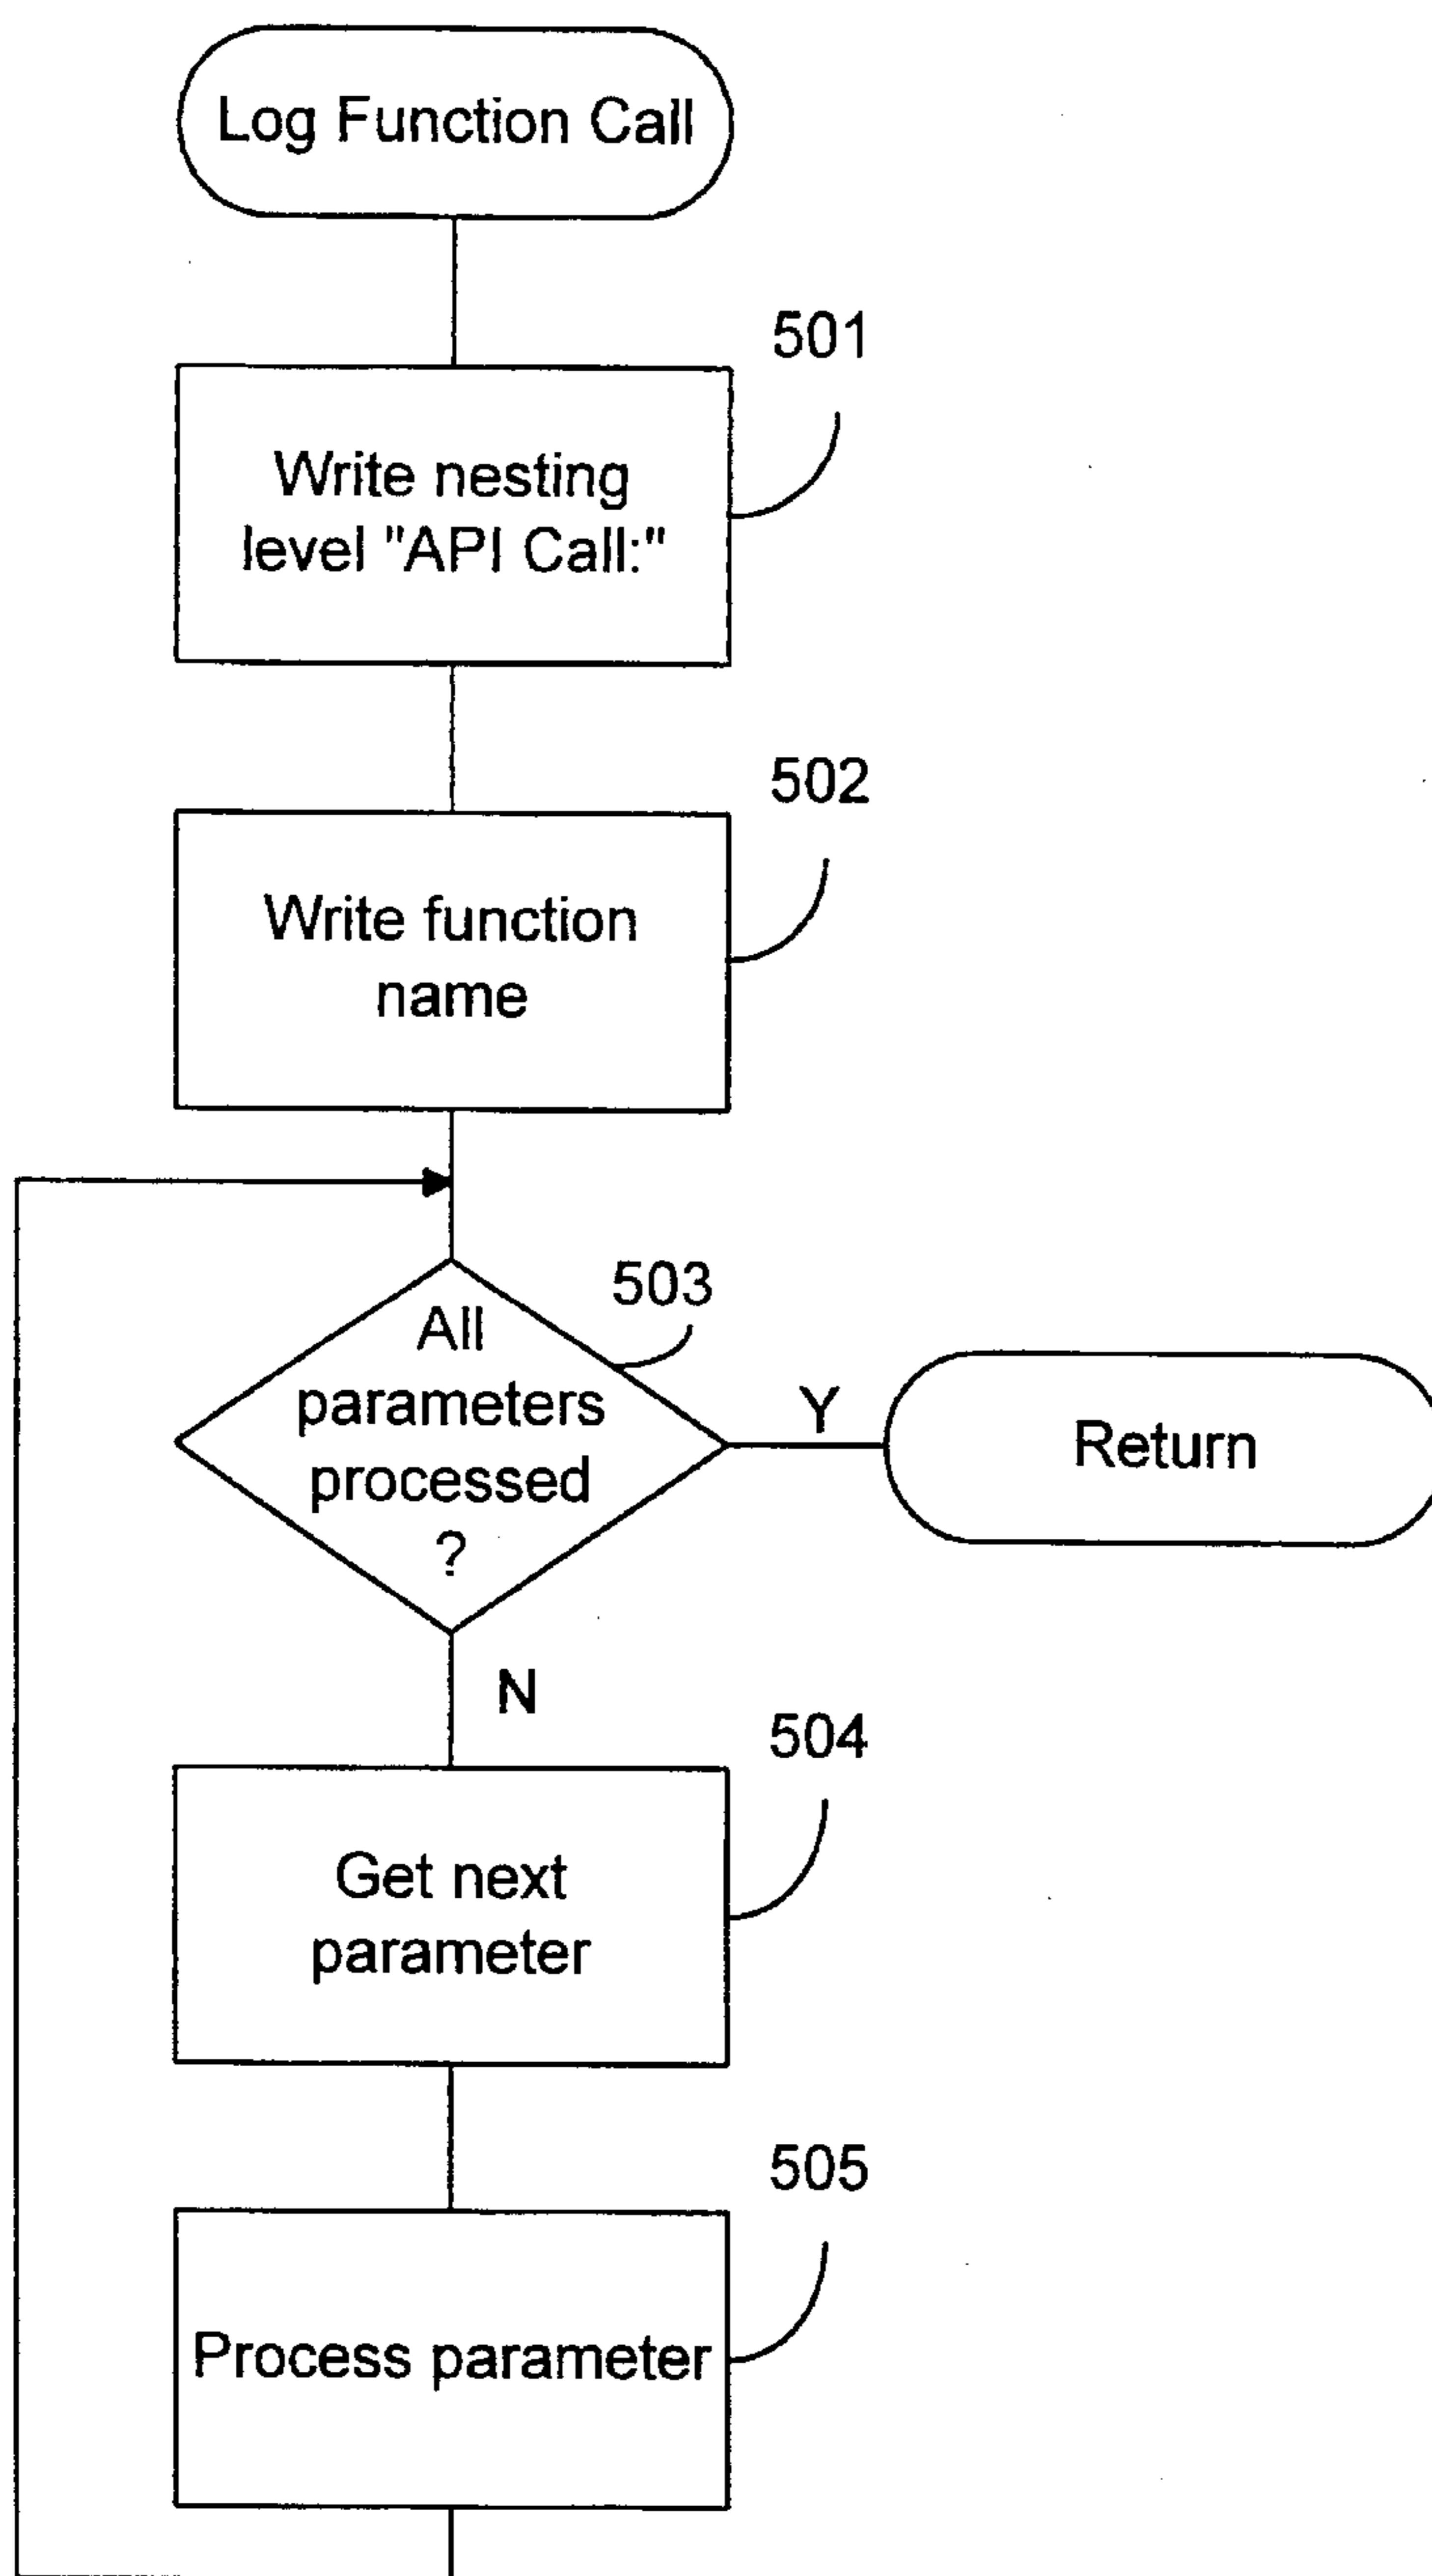 Log Function Call
501
Write nesting
level "API Call:"
502
Write function
name
503
All
parameters
processed
?
Y
Return
N
504
Get next
parameter
505
Process parameter